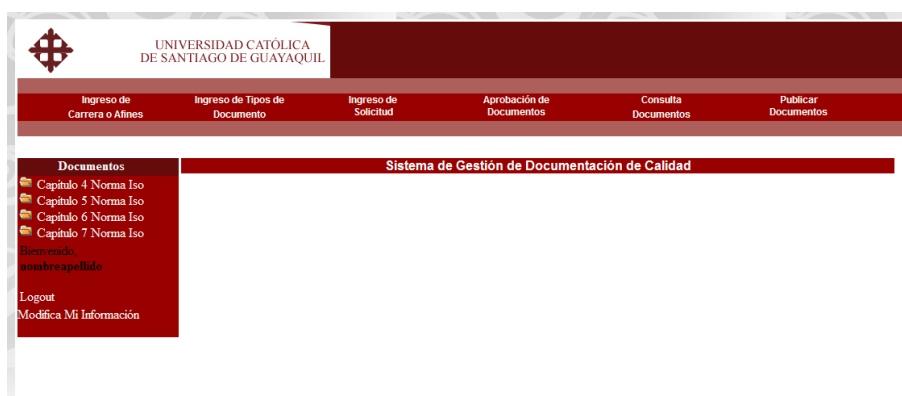 UNIVERSIDAD CATÓLICA
DE SANTIAGO DE GUAYAQUIL
Ingreso de
Carrera o Afines
Ingreso de Tipos de
Documento
Ingreso de
Solicitud
Aprobación de
Documentos
Consulta
Documentos
Publicar
Documentos
Documentos
Capitulo 4 Norma Iso
Capitulo 5 Norma Iso
Capitulo 6 Norma Iso
Capitulo 7 Norma Iso
Bienvenido,
nombreapellido
Logout
Modifica Mi Información
Sistema de Gestión de Documentación de Calidad